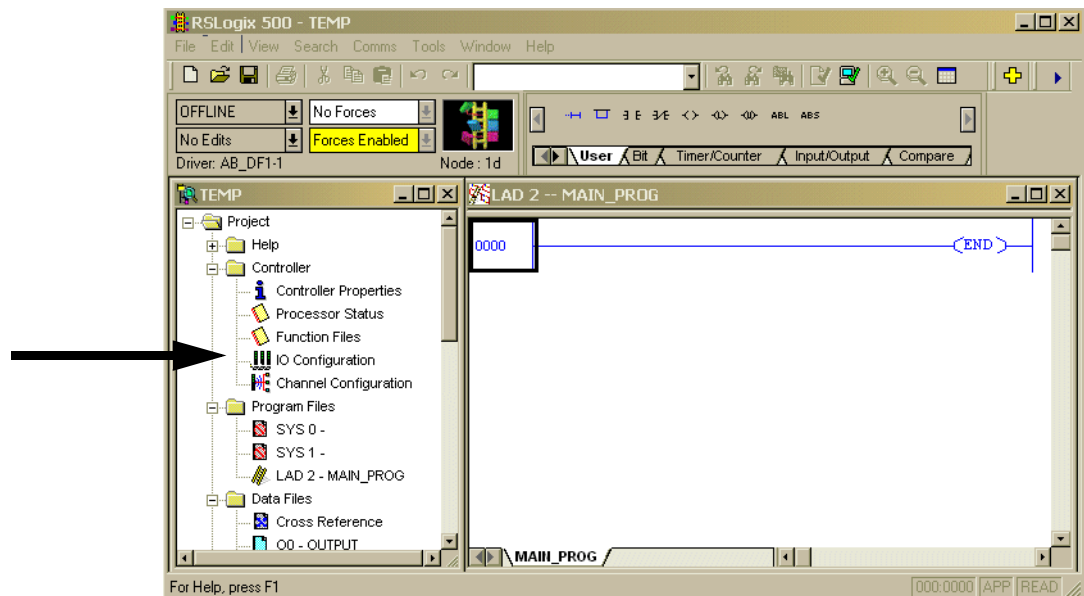 RSLogix 500 - TEMP
File Edit View Search Comms Tools Window Help
OFFLINE No Forces
No Edits Forces Enabled
Driver: AB_DF1-1 Node : 1d
ABL ABS
User Bit Timer/Counter Input/Output Compare
TEMP
Project
Help
Controller
Controller Properties
Processor Status
Function Files
IO Configuration
Channel Configuration
Program Files
SYS 0 -
SYS 1 -
LAD 2 - MAIN_PROG
Data Files
Cross Reference
O0 - OUTPUT
LAD 2 -- MAIN_PROG
0000
END
MAIN_PROG
For Help, press F1
000:0000 APP READ